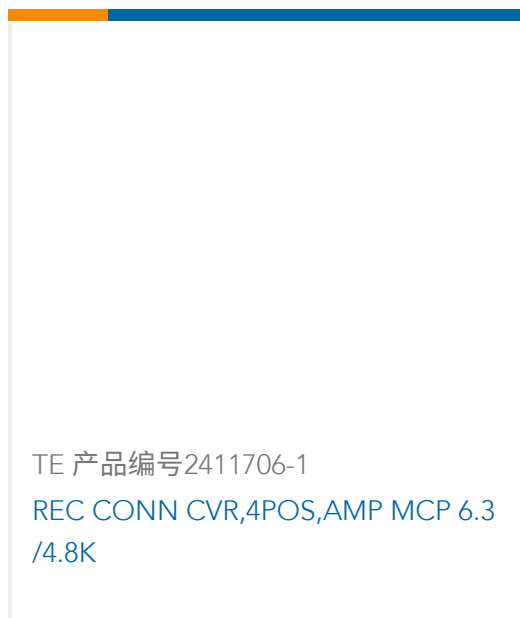 TE 产品编号2411706-1
REC CONN CVR,4POS,AMP MCP 6.3
/4.8K